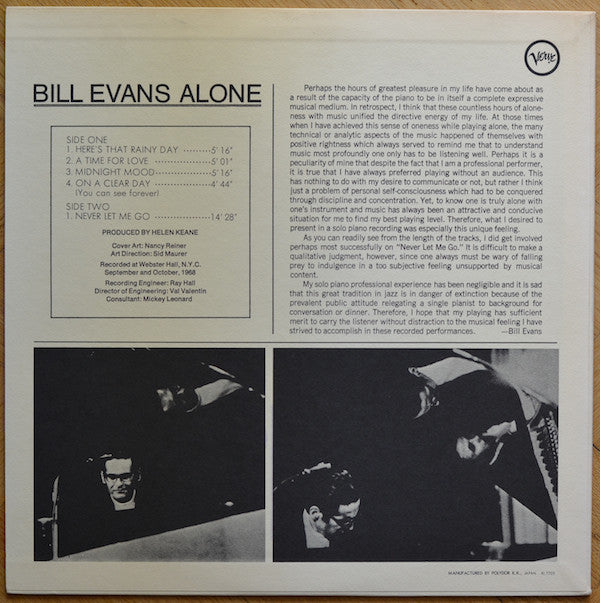 Verve
BILL EVANS ALONE
SIDE ONE
1. HERE'S THAT RAINY DAY ............ 5' 16"
2. A TIME FOR LOVE ............ 5' 01"
3. MIDNIGHT MOOD ............ 5' 16"
4. ON A CLEAR DAY ............ 4' 44"
(You can see forever)
SIDE TWO
1. NEVER LET ME GO ............ 14' 28"
PRODUCED BY HELEN KEANE
Cover Art: Nancy Reiner
Art Direction: Sid Maurer
Recorded at Webster Hall, N.Y.C.
September and October, 1968
Recording Engineer: Ray Hall
Director of Engineering: Val Valentin
Consultant: Mickey Leonard
Perhaps the hours of greatest pleasure in my life have come about as
a result of the capacity of the piano to be in itself a complete expressive
musical medium. In retrospect, I think that these countless hours of alone-
ness with music unified the directive energy of my life. At those times
when I have achieved this sense of oneness while playing alone, the many
technical or analytic aspects of the music happened of themselves with
positive rightness which always served to remind me that to understand
music most profoundly one only has to be listening well. Perhaps it is a
peculiarity of mine that despite the fact that I am a professional performer,
it is true that I have always preferred playing without an audience. This
has nothing to do with my desire to communicate or not, but rather I think
just a problem of personal self-consciousness which had to be conquered
through discipline and concentration. Yet, to know one is truly alone with
one's instrument and music has always been an attractive and conducive
situation for me to find my best playing level. Therefore, what I desired to
present in a solo piano recording was especially this unique feeling.
As you can readily see from the length of the tracks, I did get involved
perhaps most successfully on "Never Let Me Go." It is difficult to make a
qualitative judgment, however, since one always must be wary of falling
prey to indulgence in a too subjective feeling unsupported by musical
content.
My solo piano professional experience has been negligible and it is sad
that this great tradition in jazz is in danger of extinction because of the
prevalent public attitude relegating a single pianist to background for
conversation or dinner. Therefore, I hope that my playing has sufficient
merit to carry the listener without distraction to the musical feeling I have
strived to accomplish in these recorded performances. —Bill Evans
MANUFACTURED BY POLYDOR K.K., JAPAN